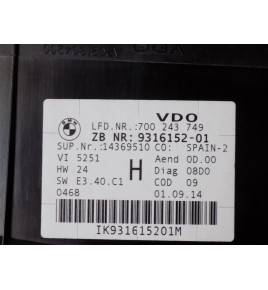 VDO
LFD.NR.:700 243 749
ZB NR: 9316152-01
SUP.Nr.:14369510 CO: SPAIN-2
VI 5251 Aend 0D.00
HW 24 H Diag 08D0
SW E3.40.C1 COD 09
0468 01.09.14
IK931615201M